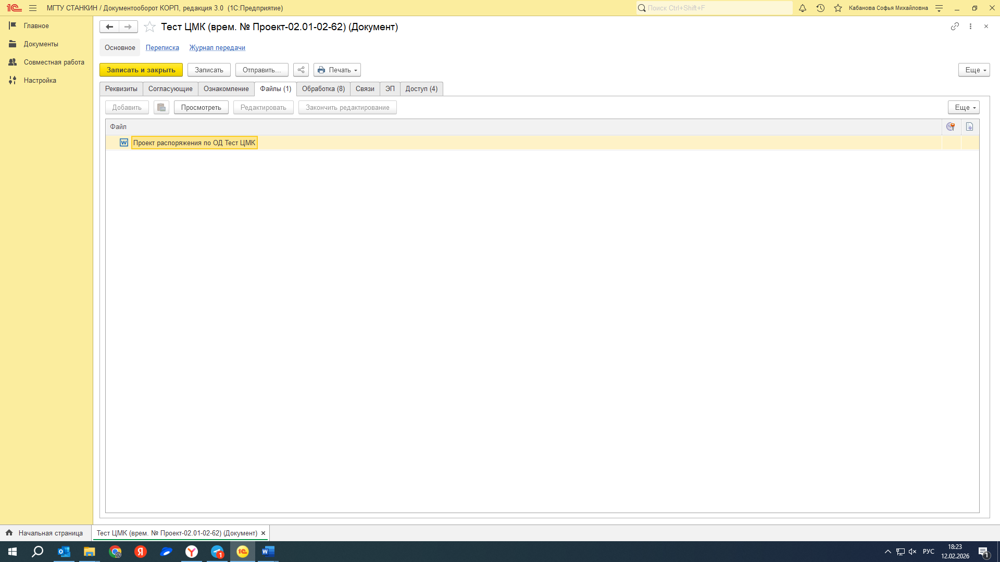 МГТУ СТАНКИН / Документооборот КОРП, редакция 3.0 (1С:Предприятие)
Поиск Ctrl+Shift+F
Кабанова Софья Михайловна
Главное
Документы
Совместная работа
Настройка
Тест ЦМК (врем. № Проект-02.01-02-62) (Документ)
Основное Переписка Журнал передачи
Записать и закрыть Записать Отправить... Печать Еще
Реквизиты Согласующие Ознакомление Файлы (1) Обработка (8) Связи ЭП Доступ (4)
Добавить Просмотреть Редактировать Закончить редактирование Еще
Файл
Проект распоряжения по ОД Тест ЦМК
Начальная страница Тест ЦМК (врем. № Проект-02.01-02-62) (Документ)
1
РУС
18:23
12.02.2026
1